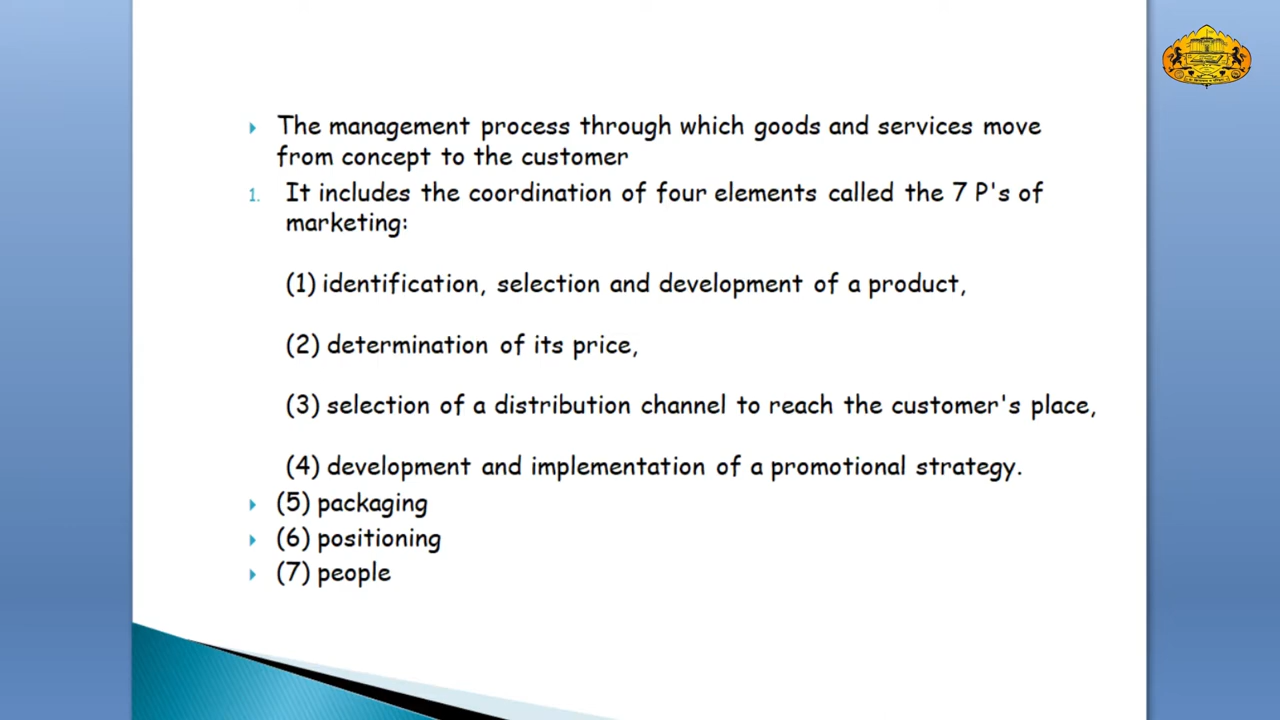 The management process through which goods and services move
from concept to the customer
1. It includes the coordination of four elements called the 7 P's of
marketing:
(1) identification, selection and development of a product,
(2) determination of its price,
(3) selection of a distribution channel to reach the customer's place,
(4) development and implementation of a promotional strategy.
(5) packaging
(6) positioning
(7) people